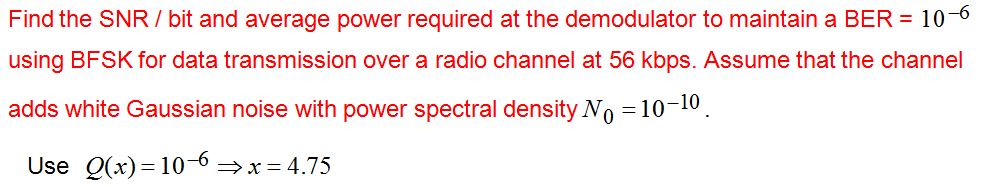 Find the SNR / bit and average power required at the demodulator to maintain a BER = 10⁻⁶
using BFSK for data transmission over a radio channel at 56 kbps. Assume that the channel
adds white Gaussian noise with power spectral density N₀ = 10⁻¹⁰.
Use Q(x) = 10⁻⁶ ⇒ x = 4.75